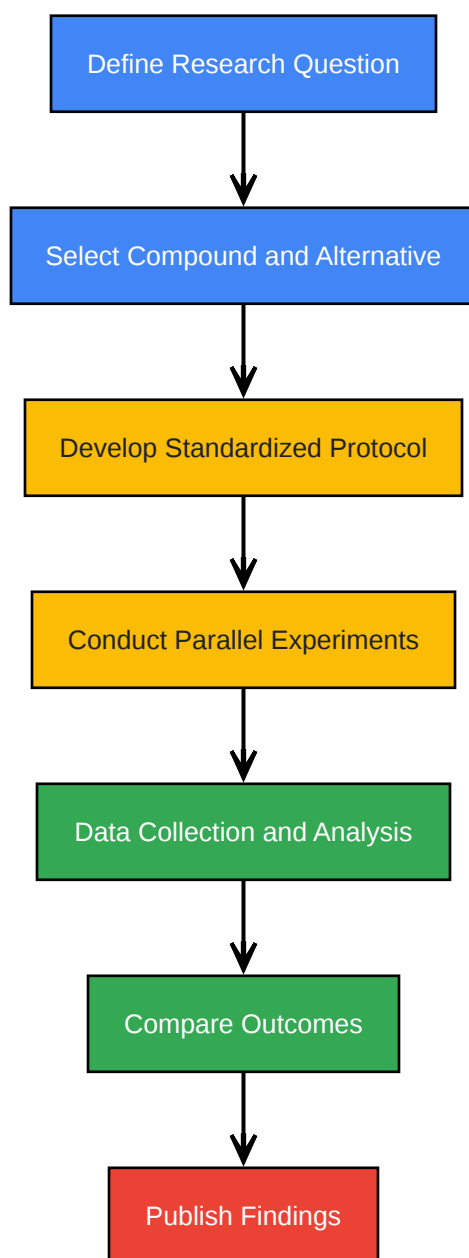 Define Research Question
Select Compound and Alternative
Develop Standardized Protocol
Conduct Parallel Experiments
Data Collection and Analysis
Compare Outcomes
Publish Findings